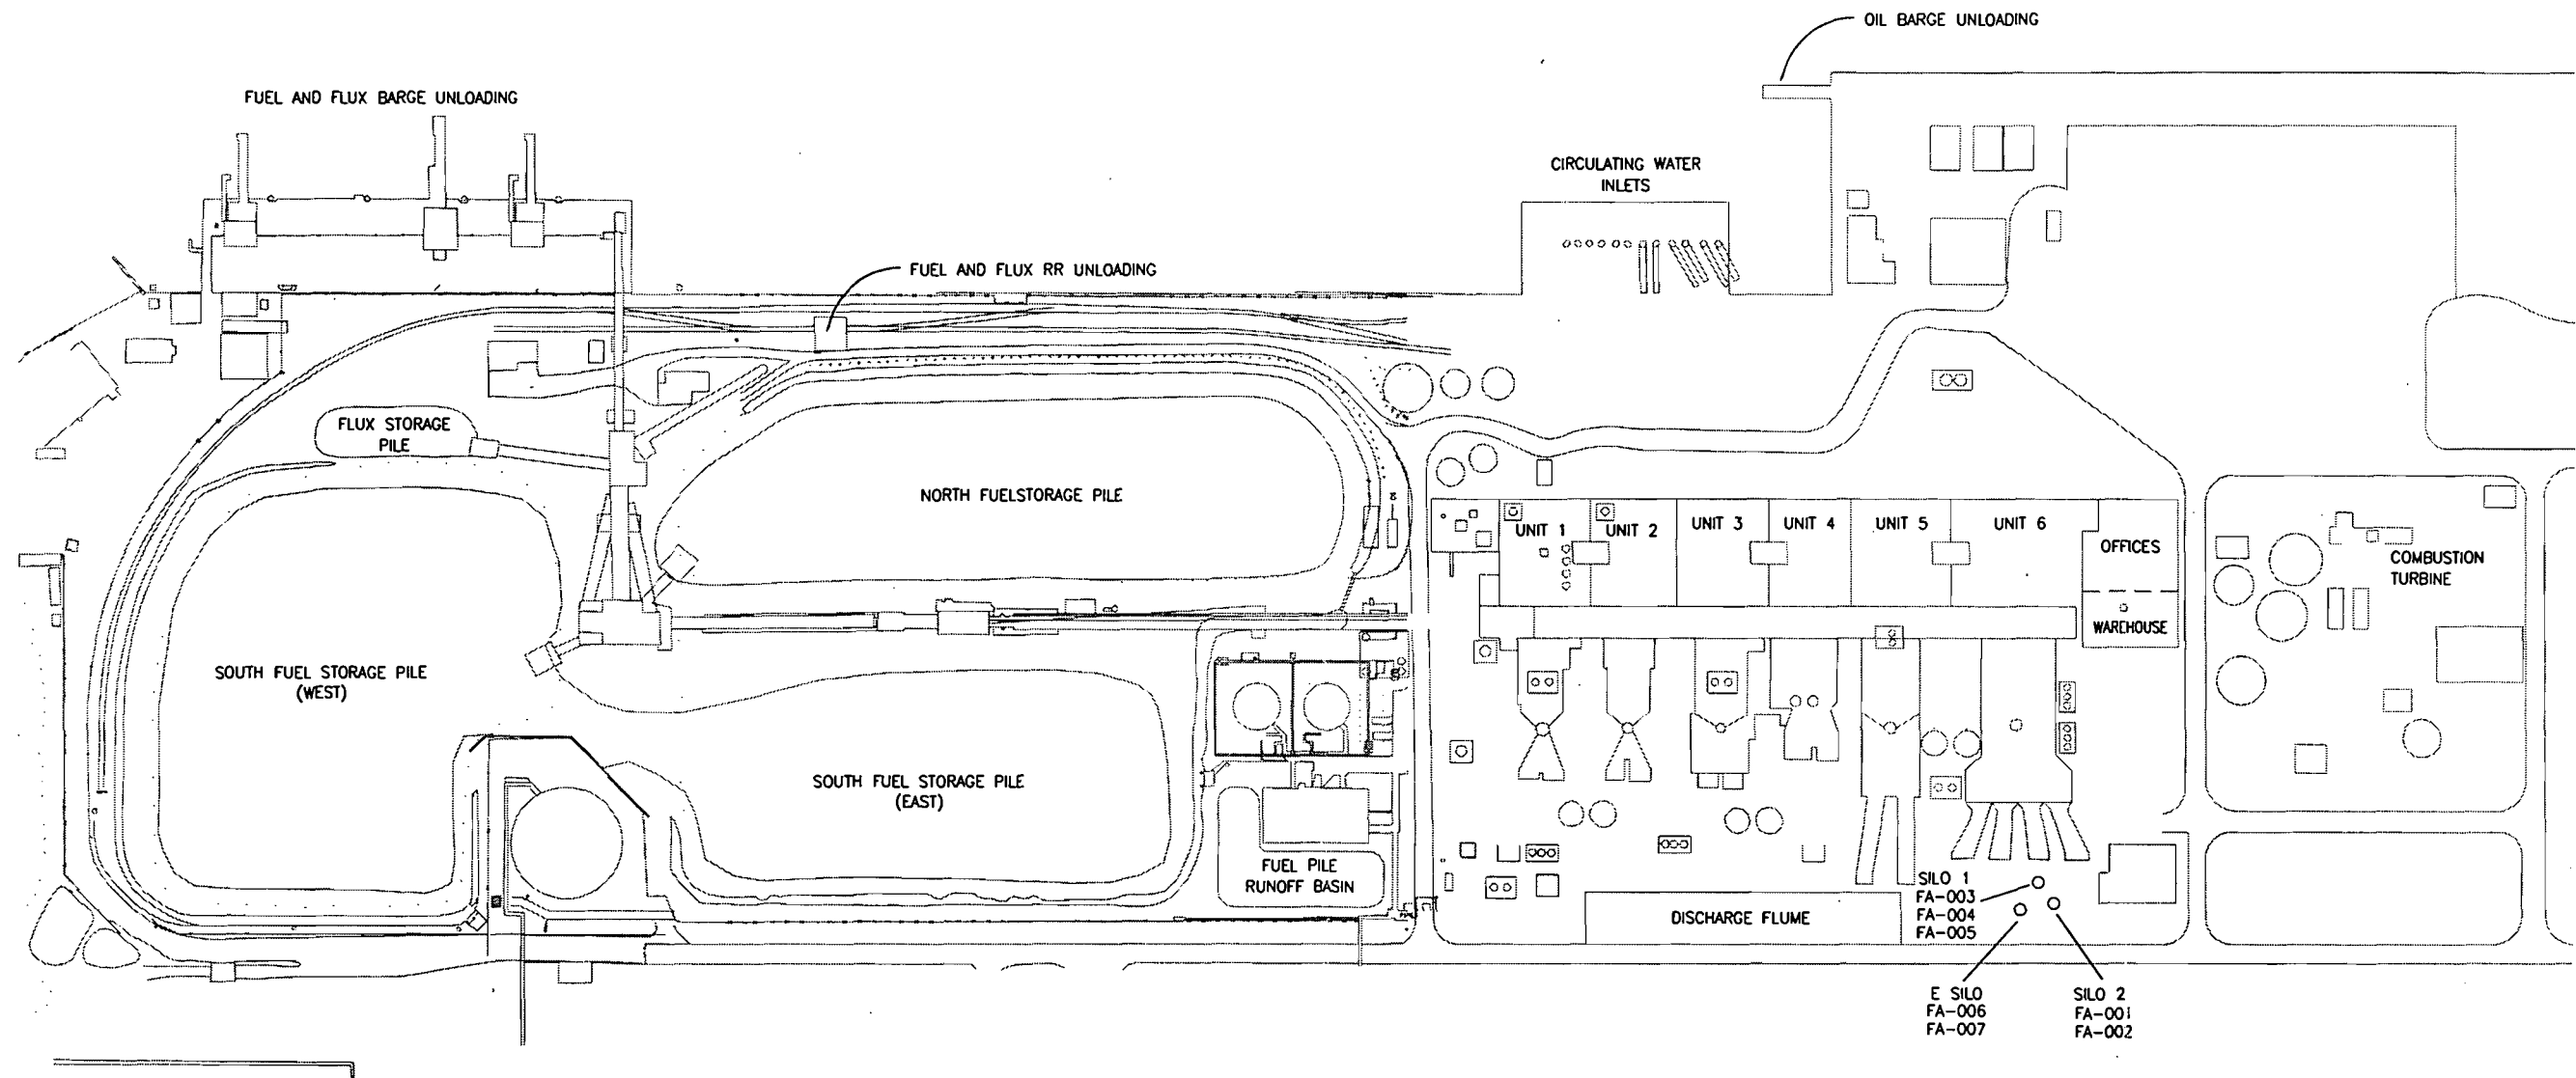 OIL BARGE UNLOADING
FUEL AND FLUX BARGE UNLOADING
CIRCULATING WATER
INLETS
FUEL AND FLUX RR UNLOADING
FLUX STORAGE
PILE
NORTH FUELSTORAGE PILE
UNIT 1
UNIT 2
UNIT 3
UNIT 4
UNIT 5
UNIT 6
OFFICES
COMBUSTION
TURBINE
WAREHOUSE
SOUTH FUEL STORAGE PILE
(WEST)
SOUTH FUEL STORAGE PILE
(EAST)
FUEL PILE
RUNOFF BASIN
DISCHARGE FLUME
SILO 1
FA-003
FA-004
FA-005
E SILO
FA-006
FA-007
SILO 2
FA-001
FA-002